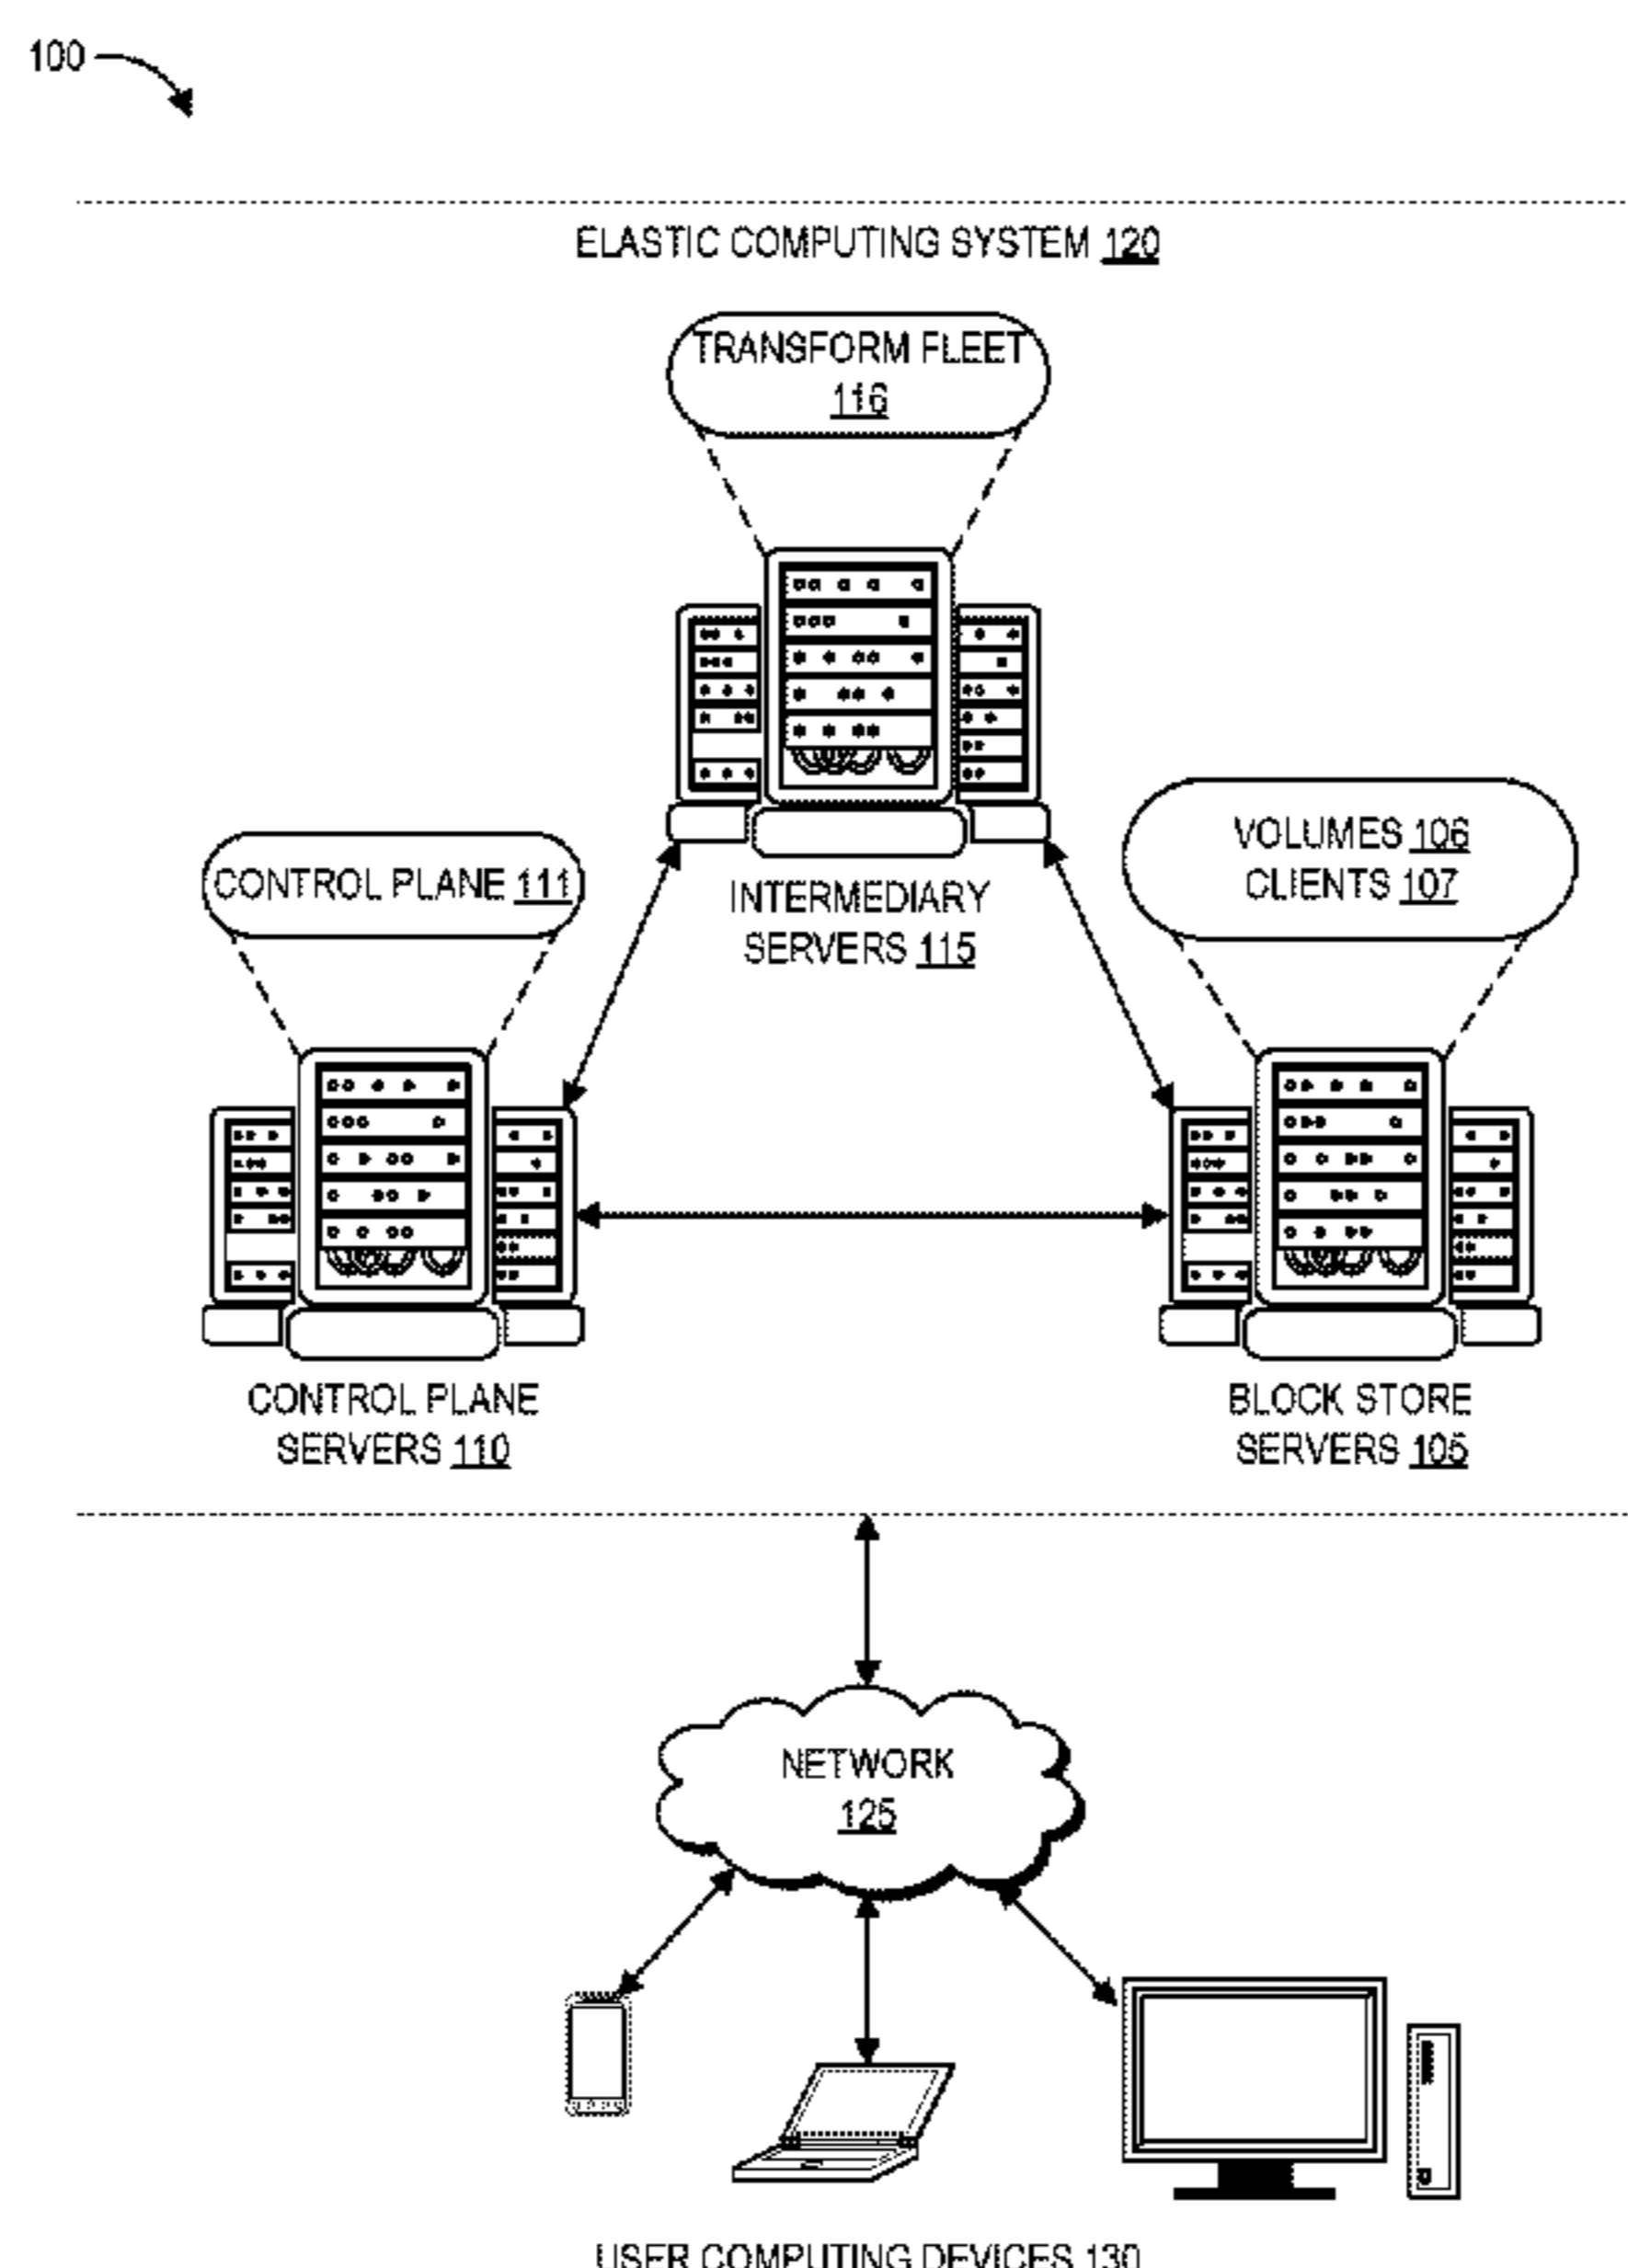 100
ELASTIC COMPUTING SYSTEM 120
TRANSFORM FLEET
116
INTERMEDIARY
SERVERS 115
CONTROL PLANE 111
VOLUMES 106
CLIENTS 107
CONTROL PLANE
SERVERS 110
BLOCK STORE
SERVERS 105
NETWORK
125
USER COMPUTING DEVICES 130